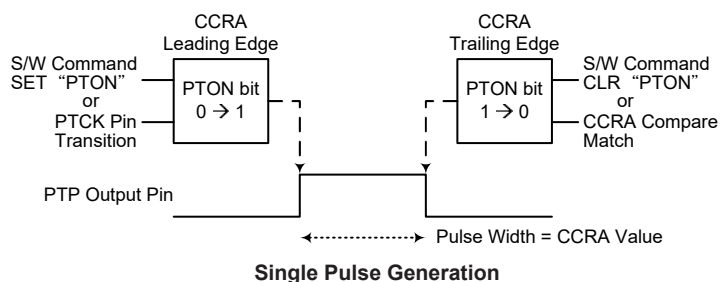 CCRA
Leading Edge
CCRA
Trailing Edge
S/W Command
SET “PTON”
or
PTCK Pin
Transition
PTON bit
0 → 1
PTON bit
1 → 0
S/W Command
CLR “PTON”
or
CCRA Compare
Match
PTP Output Pin
Pulse Width = CCRA Value
Single Pulse Generation